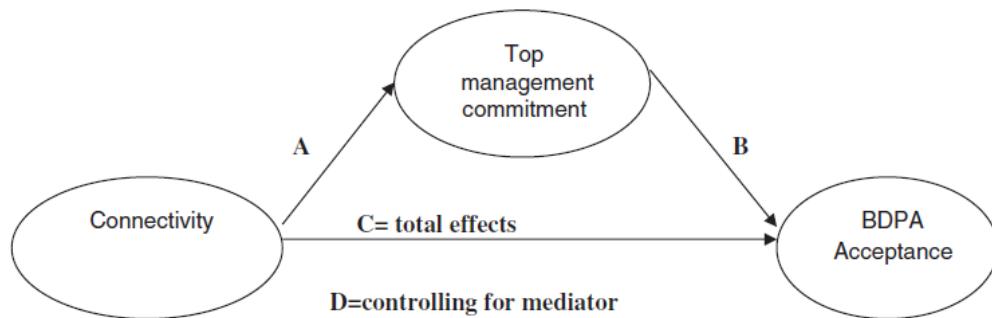 Top
management
commitment
A
B
Connectivity
C= total effects
BDPA
Acceptance
D=controlling for mediator